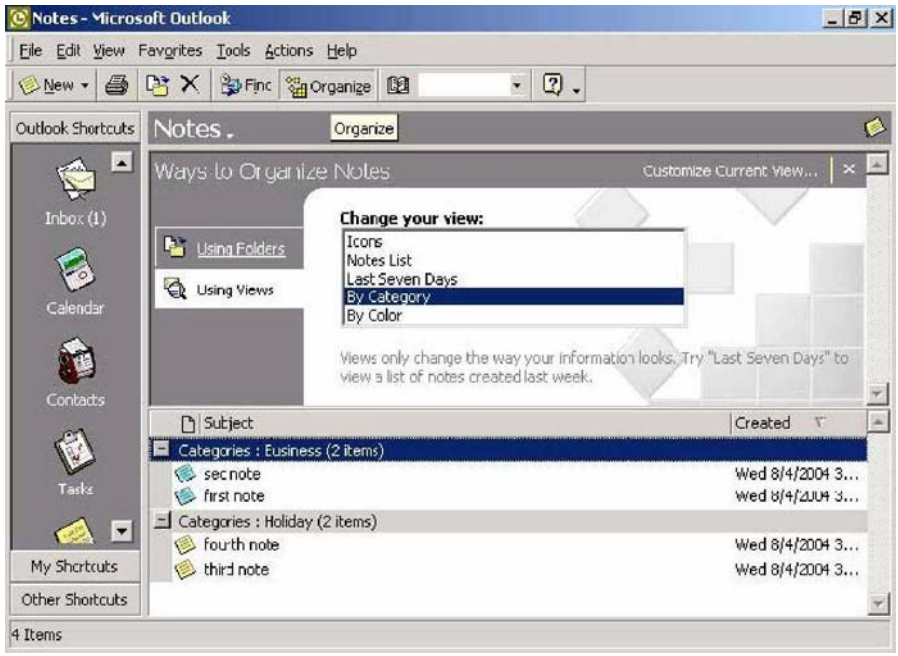 Notes - Microsoft Outlook
File Edit View Favorites Tools Actions Help
New Find Organize
Outlook Shortcuts Notes. Organize
Ways to Organize Notes Customize Current View...
Inbox (1)
Change your view:
Icons
Using Folders
Notes List
Last Seven Days
Using Views
By Category
Calendar
By Color
Views only change the way your information looks. Try "Last Seven Days" to
view a list of notes created last week.
Contacts
Subject Created
Categories : Business (2 items)
sec note Wed 8/4/2004 3...
Tasks
first note Wed 8/4/2004 3...
Categories : Holiday (2 items)
fourth note Wed 8/4/2004 3...
My Shortcuts
third note Wed 8/4/2004 3...
Other Shortcuts
4 Items